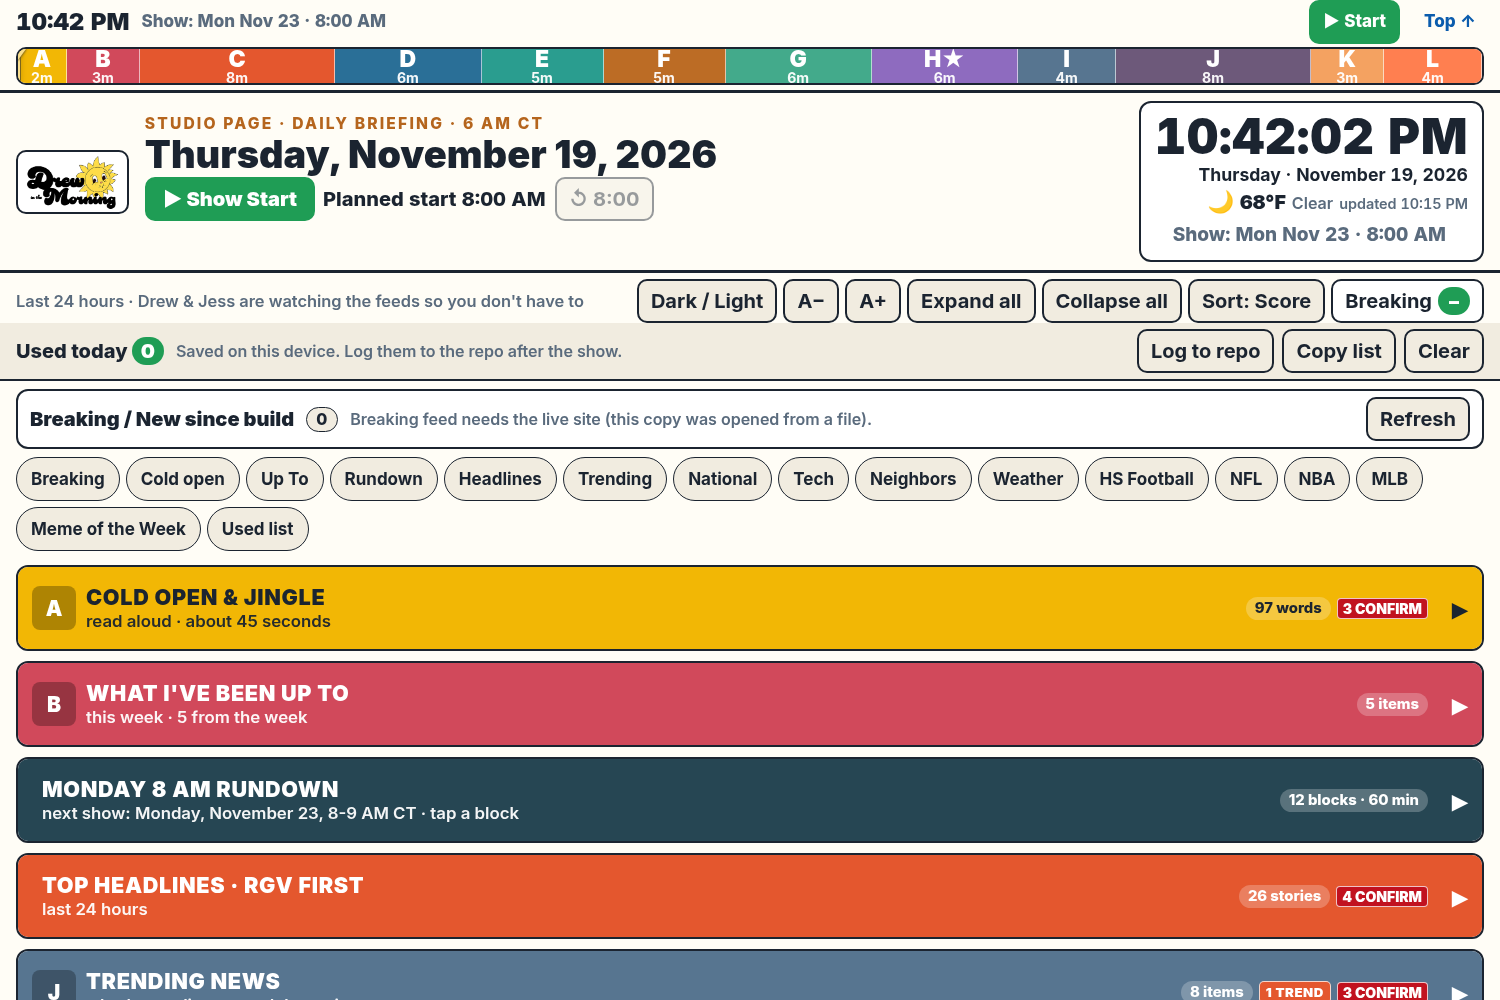 10:42 PM Show: Mon Nov 23 · 8:00 AM ▶ Start Top ↑
A B C D E F G H★ I J K L
2m 3m 8m 6m 5m 5m 6m 6m 4m 8m 3m 4m
STUDIO PAGE · DAILY BRIEFING · 6 AM CT
Thursday, November 19, 2026
Drew in the Morning
▶ Show Start Planned start 8:00 AM ↺ 8:00
10:42:02 PM
Thursday · November 19, 2026
68°F Clear updated 10:15 PM
Show: Mon Nov 23 · 8:00 AM
Last 24 hours · Drew & Jess are watching the feeds so you don't have to Dark / Light A− A+ Expand all Collapse all Sort: Score Breaking –
Used today 0 Saved on this device. Log them to the repo after the show. Log to repo Copy list Clear
Breaking / New since build 0 Breaking feed needs the live site (this copy was opened from a file). Refresh
Breaking Cold open Up To Rundown Headlines Trending National Tech Neighbors Weather HS Football NFL NBA MLB
Meme of the Week Used list
A COLD OPEN & JINGLE 97 words 3 CONFIRM ▶
read aloud · about 45 seconds
B WHAT I'VE BEEN UP TO 5 items ▶
this week · 5 from the week
MONDAY 8 AM RUNDOWN 12 blocks · 60 min ▶
next show: Monday, November 23, 8-9 AM CT · tap a block
TOP HEADLINES · RGV FIRST 26 stories 4 CONFIRM ▶
last 24 hours
J TRENDING NEWS 8 items 1 TREND 3 CONFIRM ▶